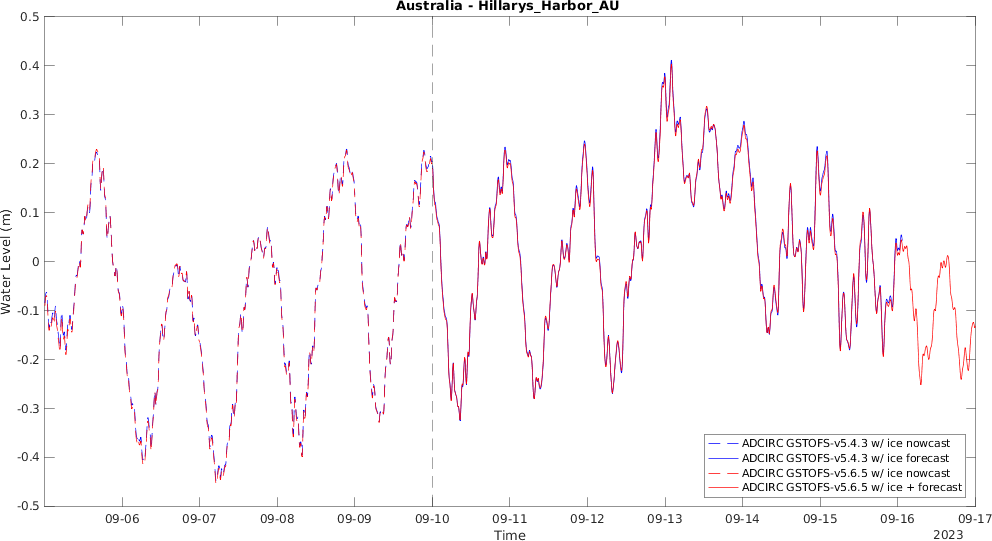 Australia - Hillarys_Harbor_AU
0.5
0.4
0.3
0.2
0.1
0
-0.1
-0.2
-0.3
-0.4
-0.5
Water Level (m)
ADCIRC GSTOFS-v5.4.3 w/ ice nowcast
ADCIRC GSTOFS-v5.4.3 w/ ice forecast
ADCIRC GSTOFS-v5.6.5 w/ ice nowcast
ADCIRC GSTOFS-v5.6.5 w/ ice + forecast
09-06 09-07 09-08 09-09 09-10 09-11 09-12 09-13 09-14 09-15 09-16 09-17
Time
2023